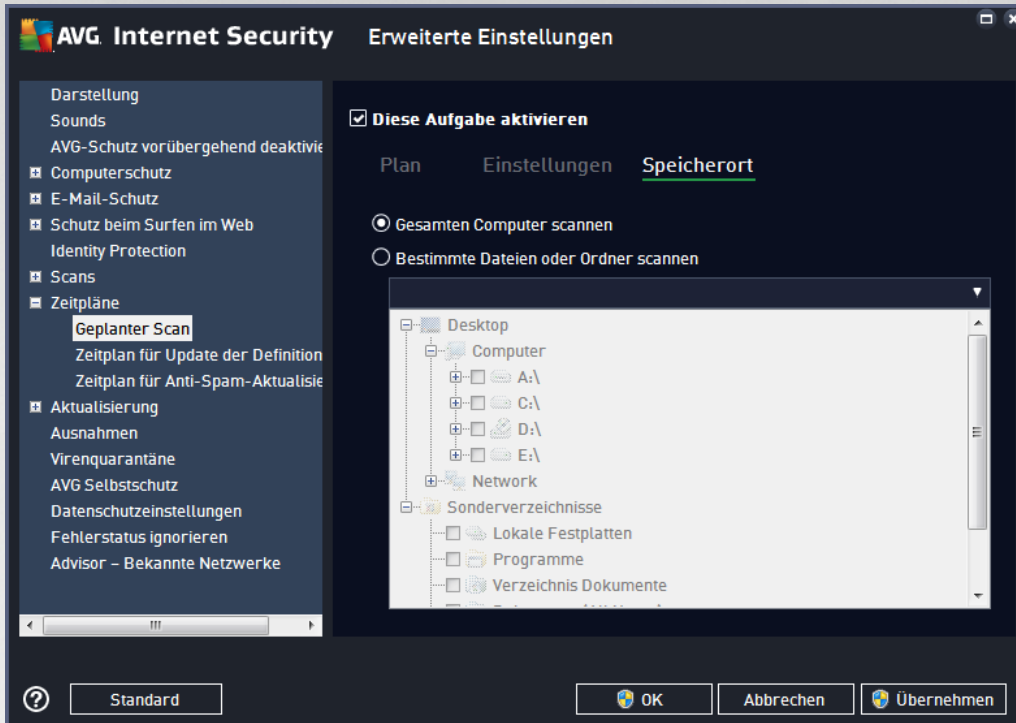 AVG Internet Security Erweiterte Einstellungen
Darstellung
Sounds
AVG-Schutz vorübergehend deaktivie
Computerschutz
E-Mail-Schutz
Schutz beim Surfen im Web
Identity Protection
Scans
Zeitpläne
Geplanter Scan
Zeitplan für Update der Definition
Zeitplan für Anti-Spam-Aktualisie
Aktualisierung
Ausnahmen
Virenquarantäne
AVG Selbstschutz
Datenschutzeinstellungen
Fehlerstatus ignorieren
Advisor – Bekannte Netzwerke
Diese Aufgabe aktivieren
Plan Einstellungen Speicherort
Gesamten Computer scannen
Bestimmte Dateien oder Ordner scannen
Desktop
Computer
A:\
C:\
D:\
E:\
Network
Sonderverzeichnisse
Lokale Festplatten
Programme
Verzeichnis Dokumente
? Standard OK Abbrechen Übernehmen